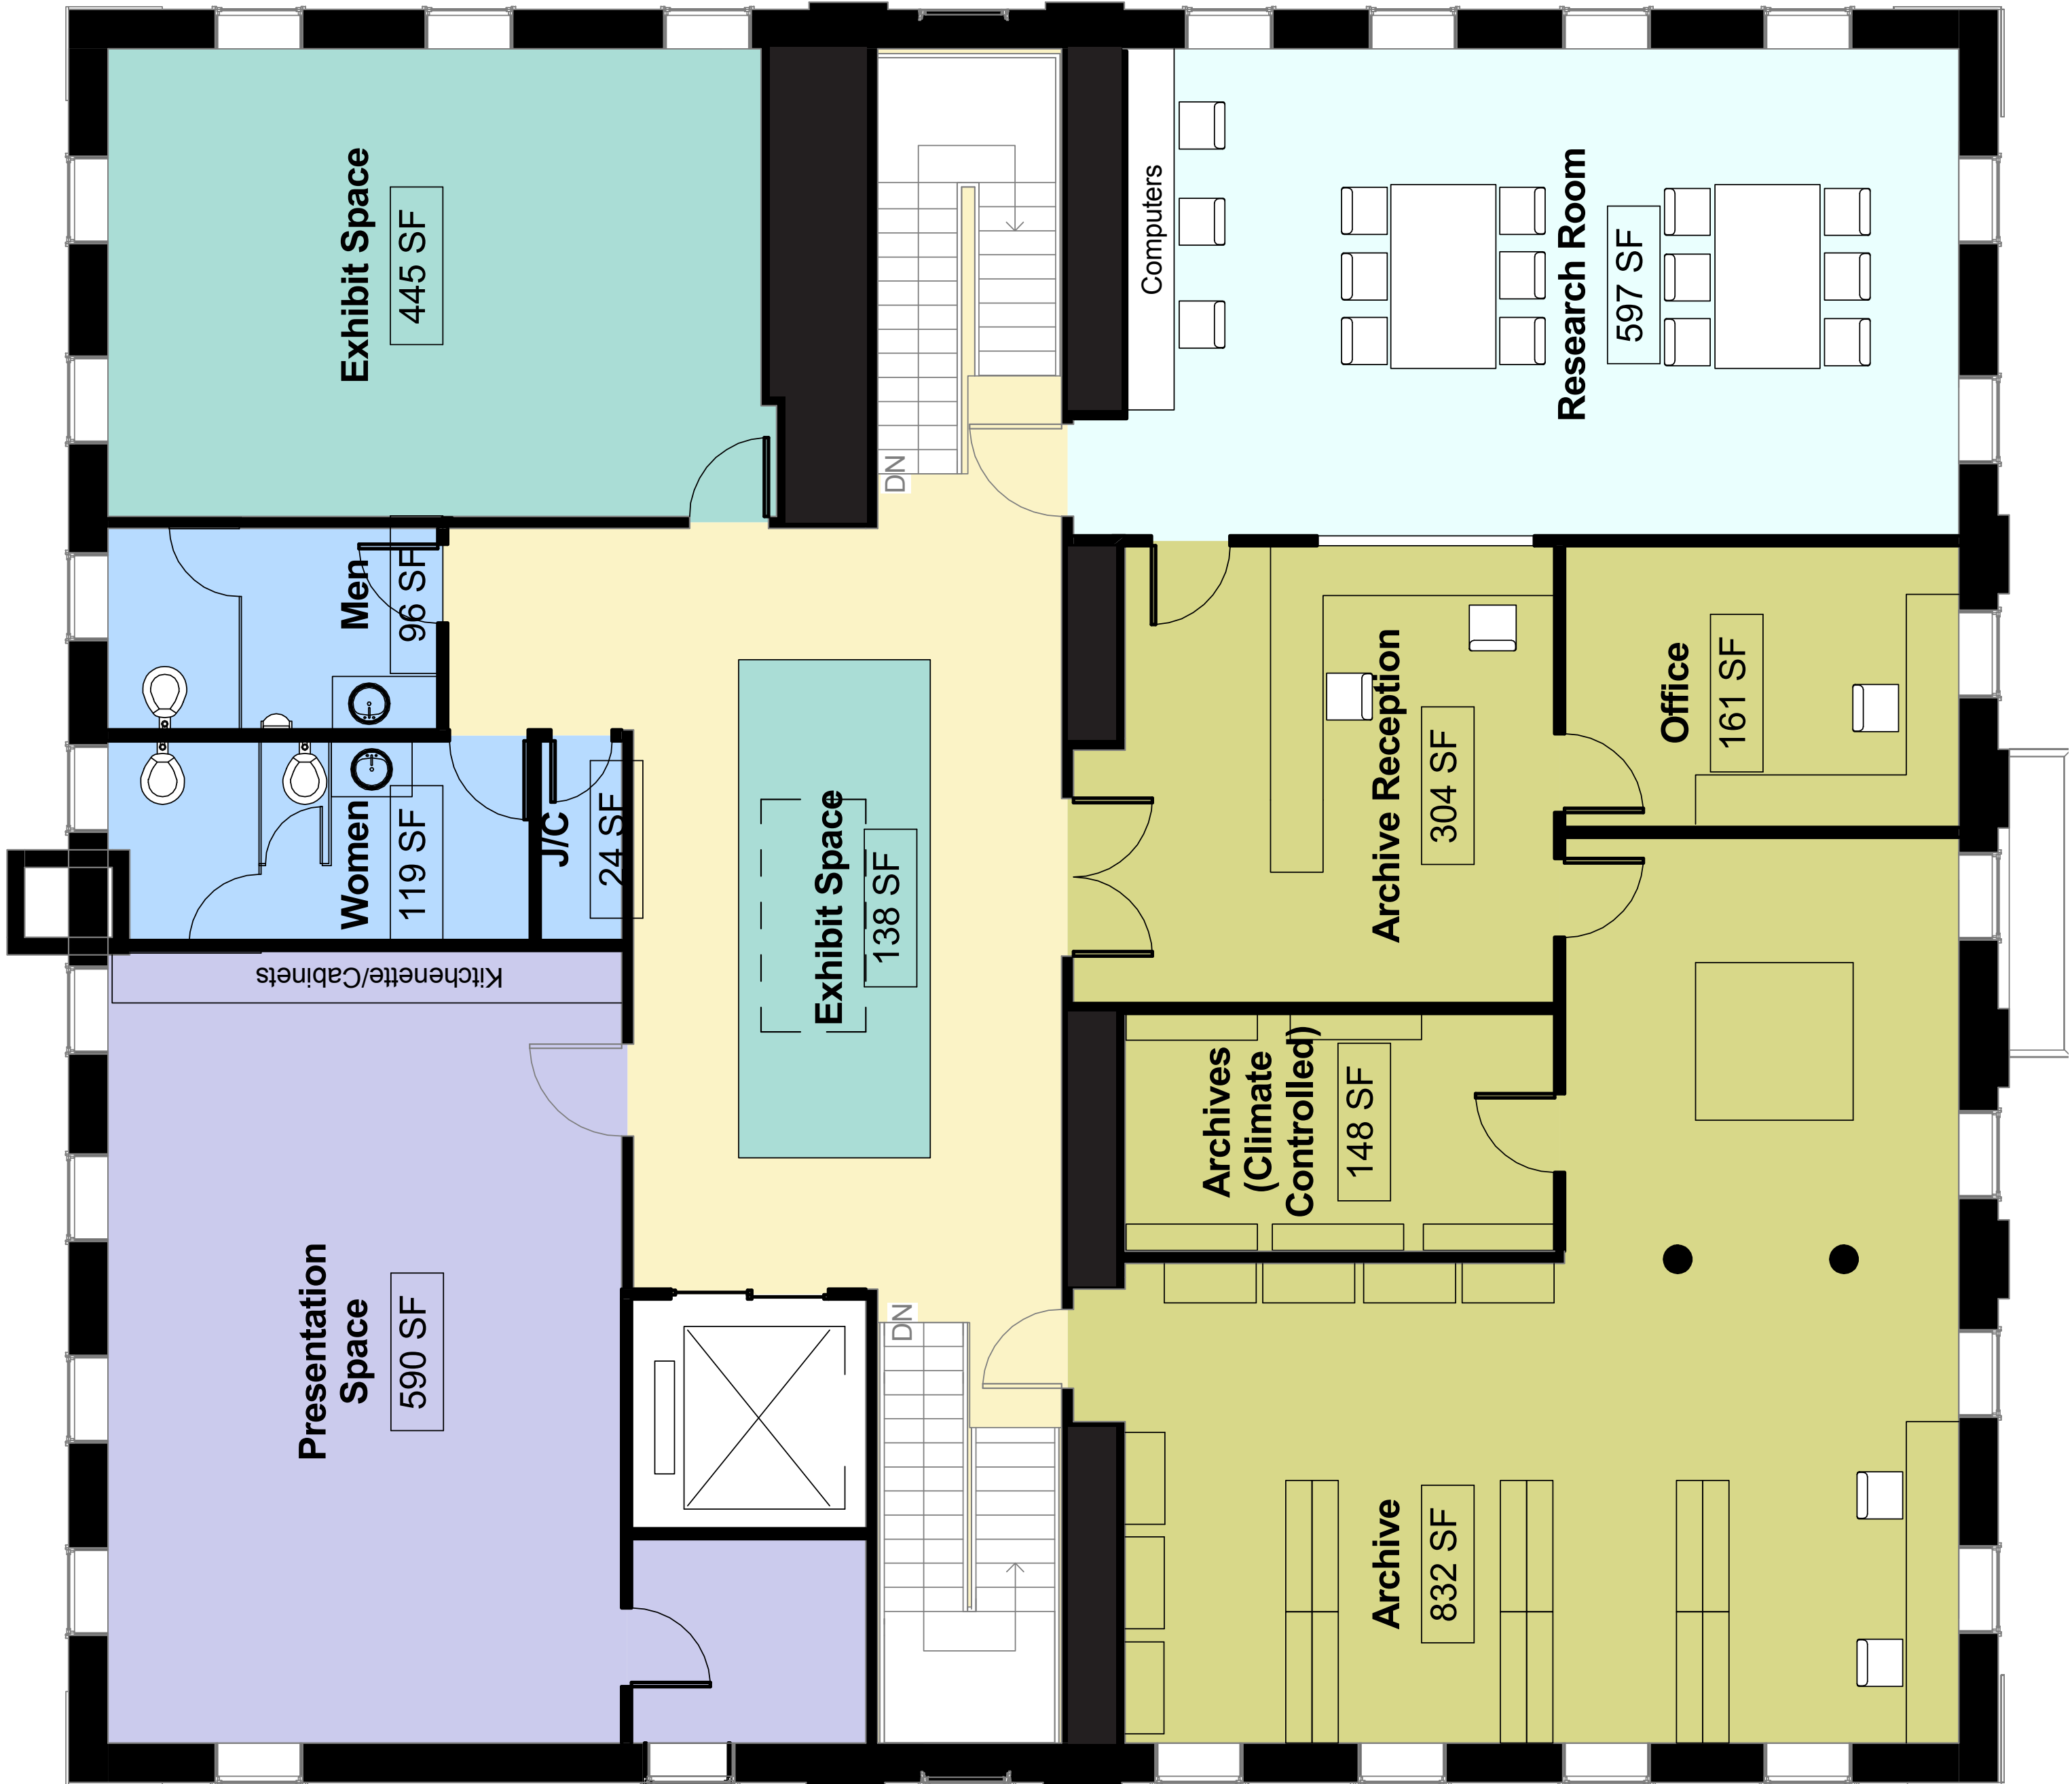 Exhibit Space
445 SF
Men
96 SF
Women
119 SF
J/C
24 SF
Kitchenette/Cabinets
Presentation
Space
590 SF
Exhibit Space
138 SF
DN
DN
Computers
Research Room
597 SF
Archive Reception
304 SF
Office
161 SF
Archives
(Climate
Controlled)
148 SF
Archive
832 SF